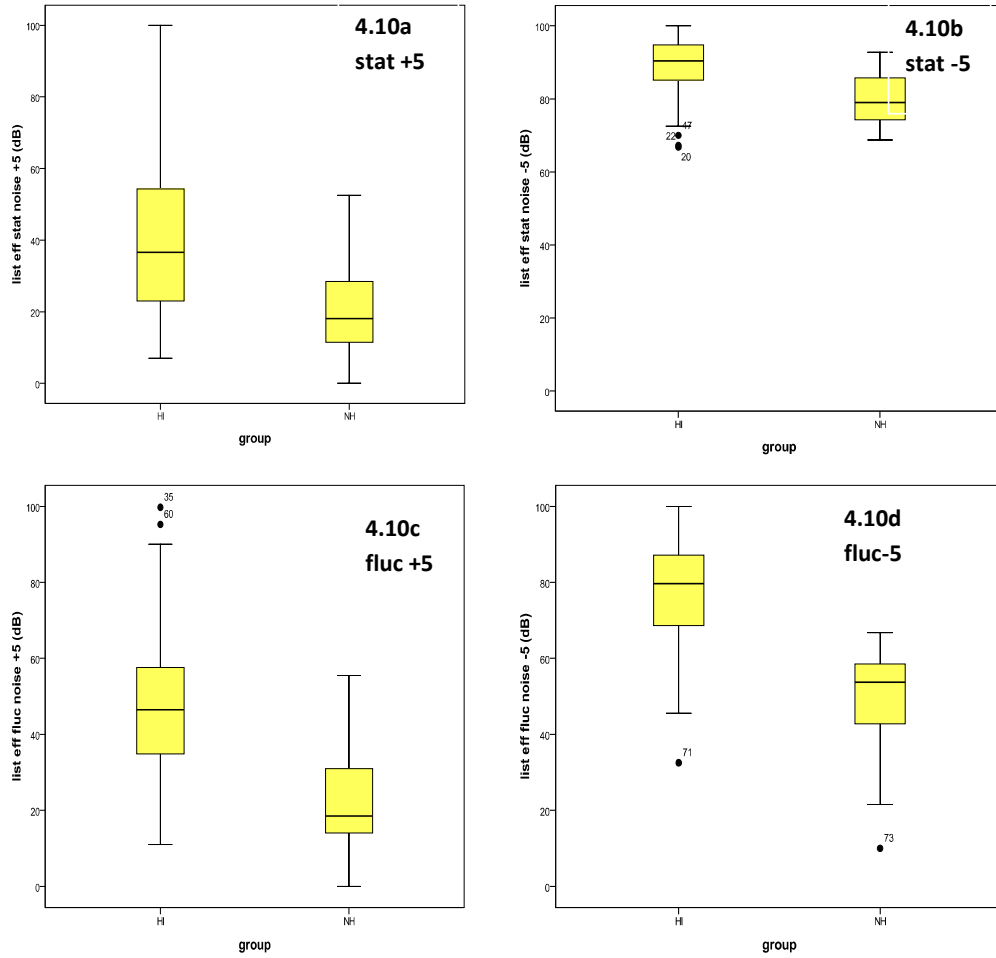 4.10a
stat +5
list eff stat noise +5 (dB)
100
80
60
40
20
0
HI
NH
group
4.10b
stat -5
list eff stat noise -5 (dB)
100
80
60
40
20
0
47
22
20
HI
NH
group
4.10c
fluc +5
list eff fluc noise +5 (dB)
100
80
60
40
20
0
35
60
HI
NH
group
4.10d
fluc-5
list eff fluc noise -5 (dB)
100
80
60
40
20
0
71
73
HI
NH
group